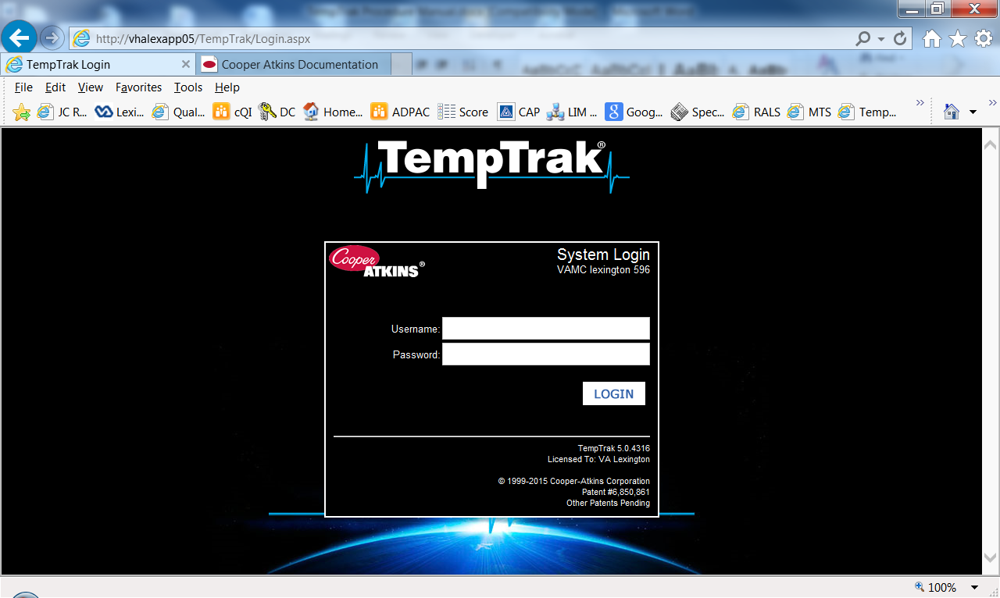 http://vhalexapp05/TempTrak/Login.aspx
TempTrak Login
Cooper Atkins Documentation
File Edit View Favorites Tools Help
JC R... Lexi... Qual... cQI DC Home... ADPAC Score CAP LIM ... Goog... Spec... RALS MTS Temp...
TempTrak®
Cooper
ATKINS®
System Login
VAMC lexington 596
Username:
Password:
LOGIN
TempTrak 5.0.4316
Licensed To: VA Lexington
© 1999-2015 Cooper-Atkins Corporation
Patent #6,850,861
Other Patents Pending
100%